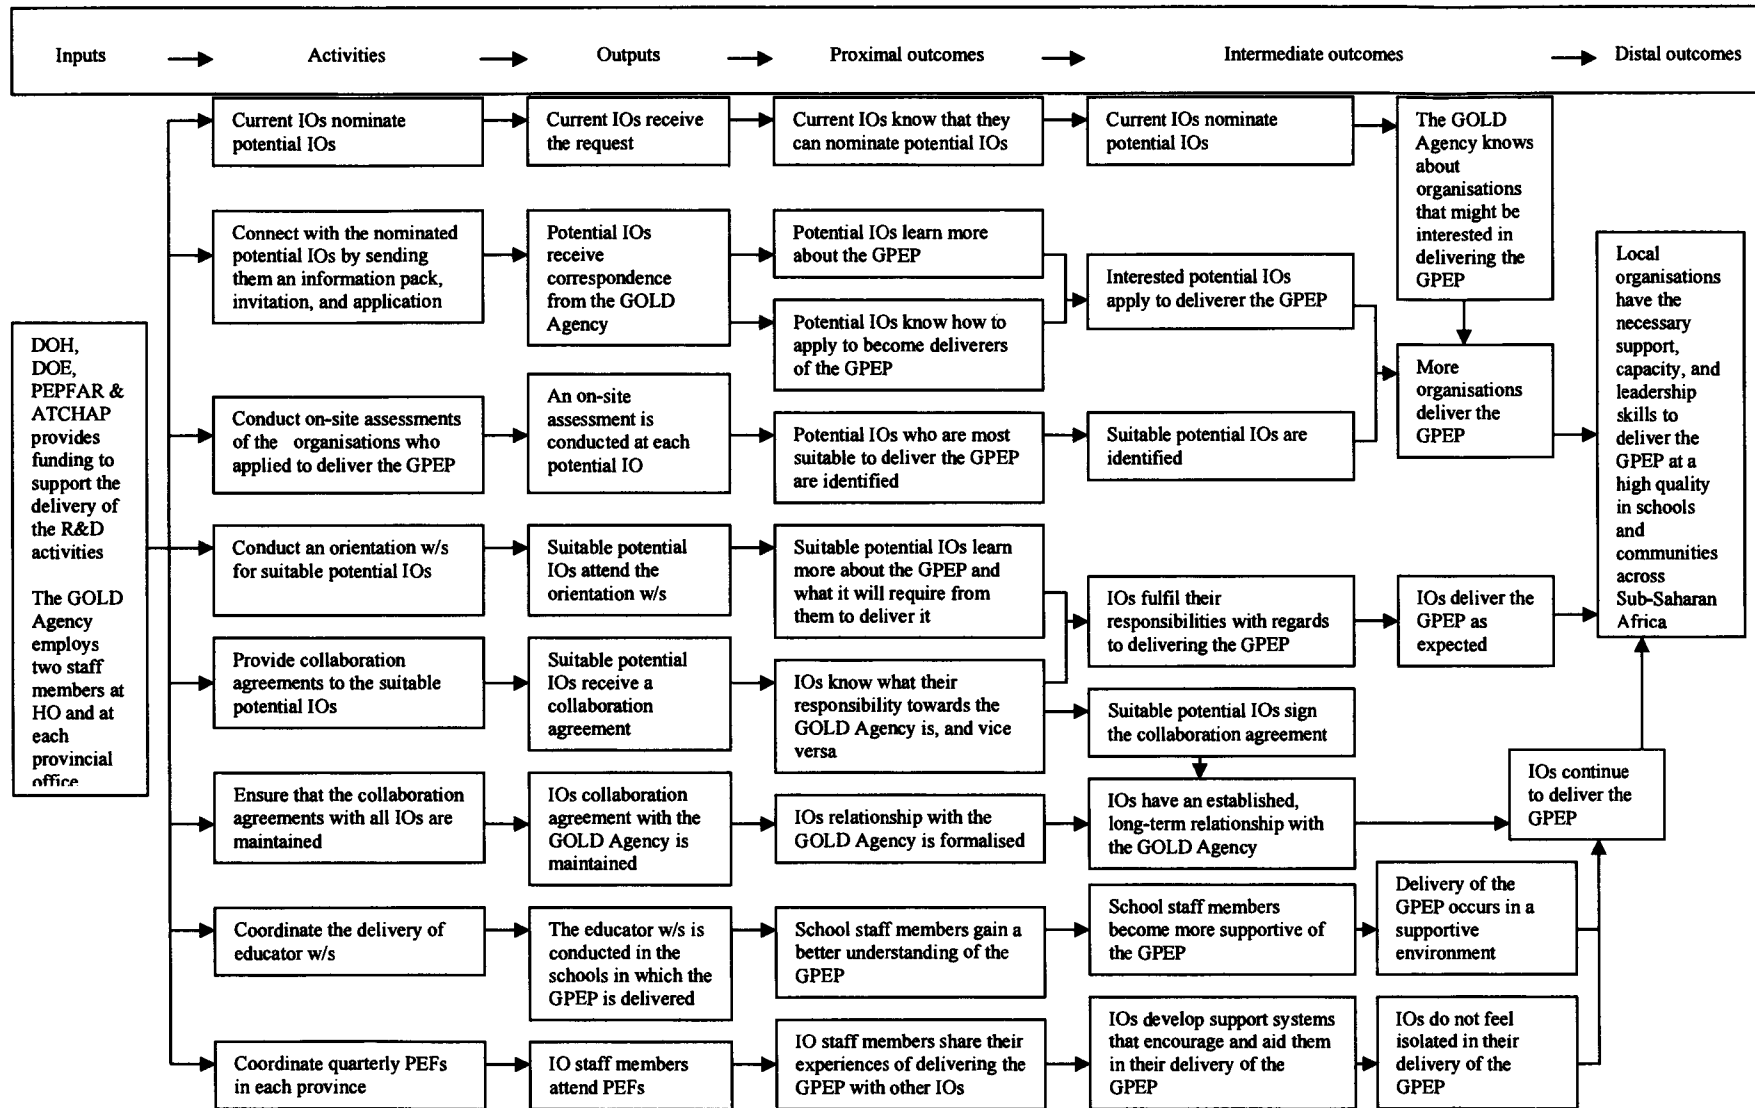 Inputs
Activities
Outputs
Proximal outcomes
Intermediate outcomes
Distal outcomes
DOH,
DOE,
PEPFAR &
ATCHAP
provides
funding to
support the
delivery of
the R&D
activities
The GOLD
Agency
employs
two staff
members at
HO and at
each
provincial
office
Current IOs nominate
potential IOs
Current IOs receive
the request
Current IOs know that they
can nominate potential IOs
Current IOs nominate
potential IOs
The GOLD
Agency knows
about
organisations
that might be
interested in
delivering the
GPEP
Connect with the nominated
potential IOs by sending
them an information pack,
invitation, and application
Potential IOs
receive
correspondence
from the GOLD
Agency
Potential IOs learn more
about the GPEP
Potential IOs know how to
apply to become deliverers
of the GPEP
Interested potential IOs
apply to deliverer the GPEP
Conduct on-site assessments
of the organisations who
applied to deliver the GPEP
An on-site
assessment is
conducted at each
potential IO
Potential IOs who are most
suitable to deliver the GPEP
are identified
Suitable potential IOs are
identified
More
organisations
deliver the
GPEP
Local
organisations
have the
necessary
support,
capacity, and
leadership
skills to
deliver the
GPEP at a
high quality
in schools
and
communities
across
Sub-Saharan
Africa
Conduct an orientation w/s
for suitable potential IOs
Suitable potential
IOs attend the
orientation w/s
Suitable potential IOs learn
more about the GPEP and
what it will require from
them to deliver it
IOs fulfil their
responsibilities with regards
to delivering the GPEP
IOs deliver the
GPEP as
expected
Provide collaboration
agreements to the suitable
potential IOs
Suitable potential
IOs receive a
collaboration
agreement
IOs know what their
responsibility towards the
GOLD Agency is, and vice
versa
Suitable potential IOs sign
the collaboration agreement
Ensure that the collaboration
agreements with all IOs are
maintained
IOs collaboration
agreement with the
GOLD Agency is
maintained
IOs relationship with the
GOLD Agency is formalised
IOs have an established,
long-term relationship with
the GOLD Agency
IOs continue
to deliver the
GPEP
Coordinate the delivery of
educator w/s
The educator w/s is
conducted in the
schools in which the
GPEP is delivered
School staff members gain a
better understanding of the
GPEP
School staff members
become more supportive of
the GPEP
Delivery of the
GPEP occurs in a
supportive
environment
Coordinate quarterly PEFs
in each province
IO staff members
attend PEFs
IO staff members share their
experiences of delivering the
GPEP with other IOs
IOs develop support systems
that encourage and aid them
in their delivery of the
GPEP
IOs do not feel
isolated in their
delivery of the
GPEP